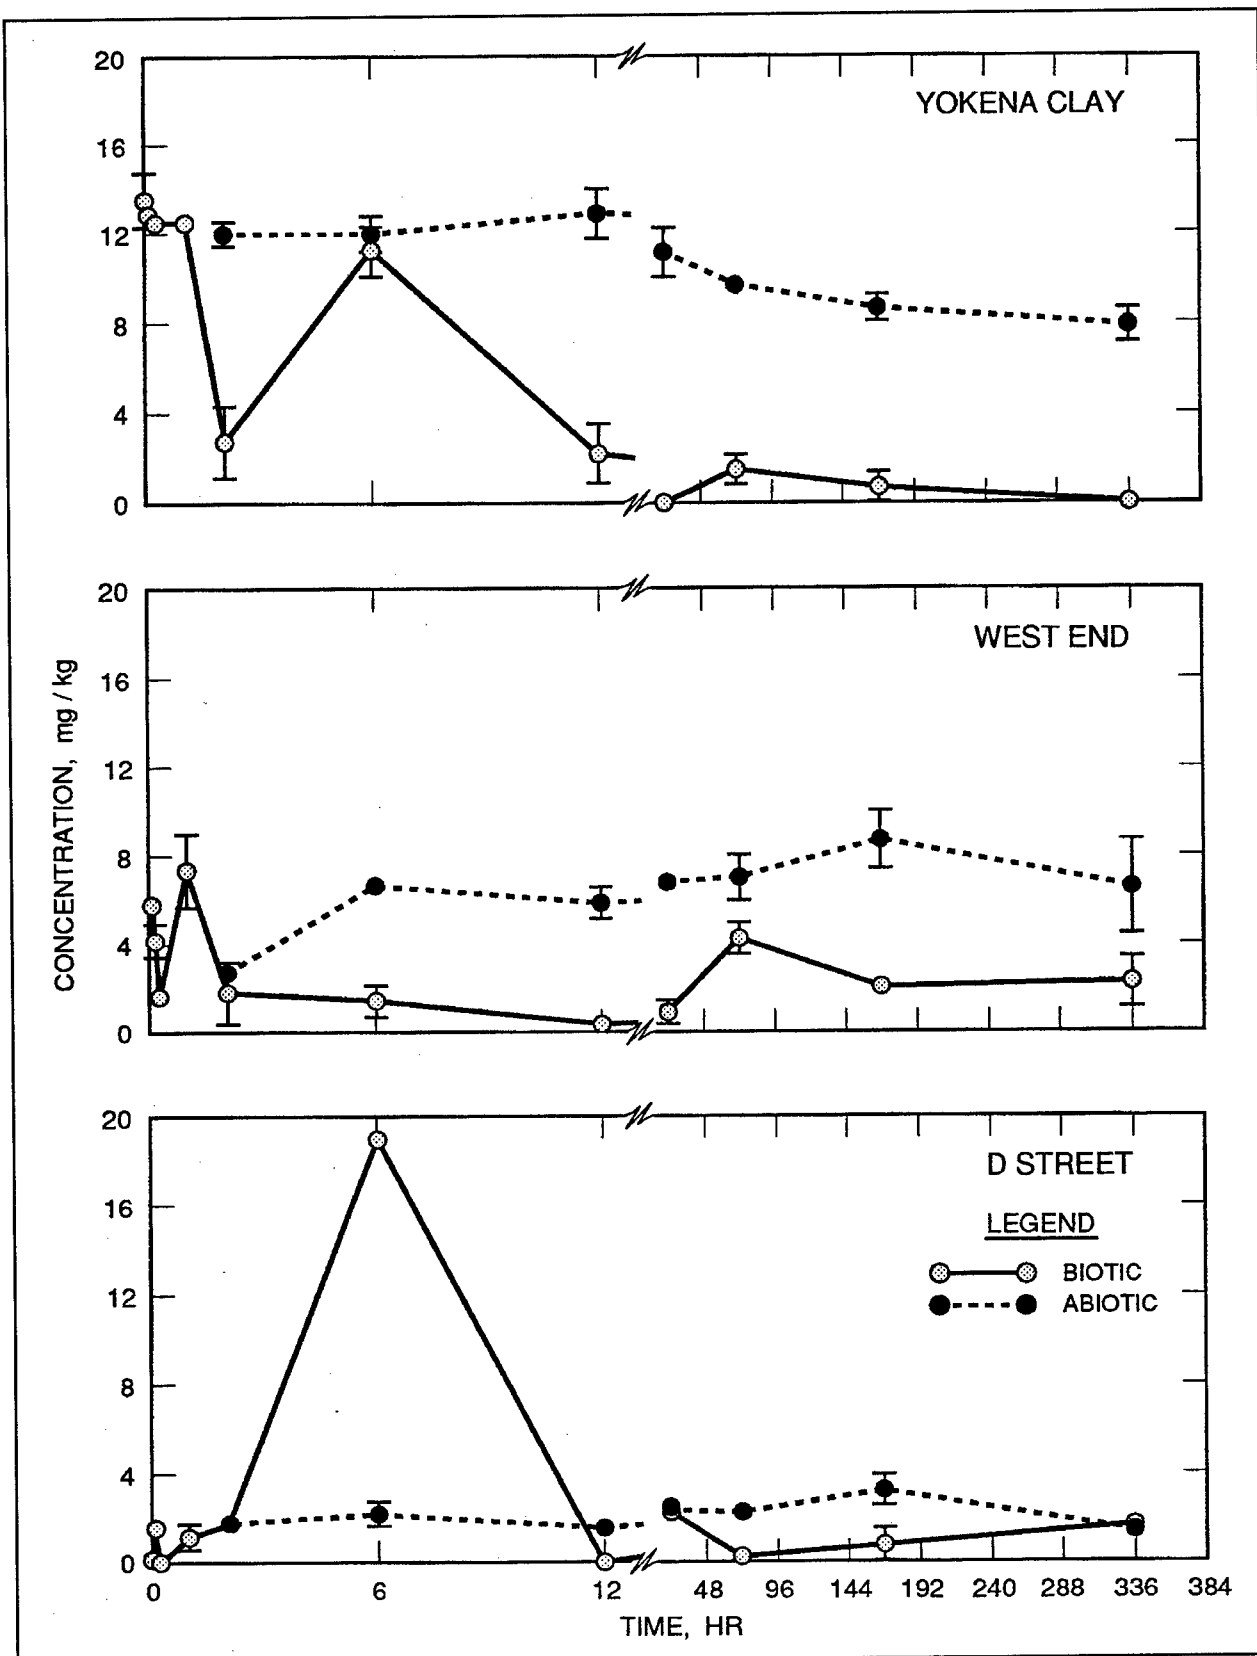 20
YOKENA CLAY
16
12
8
4
0
20
WEST END
16
12
8
4
0
CONCENTRATION, mg / kg
20
D STREET
16
LEGEND
BIOTIC
12
ABIOTIC
8
4
0
0 6 12 48 96 144 192 240 288 336 384
TIME, HR